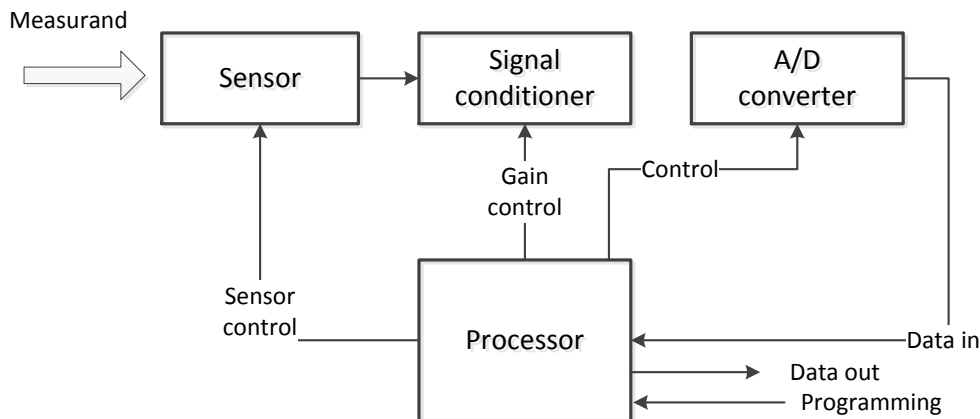 Measurand
Sensor
Signal
conditioner
A/D
converter
Gain
control
Control
Sensor
control
Processor
Data in
Data out
Programming